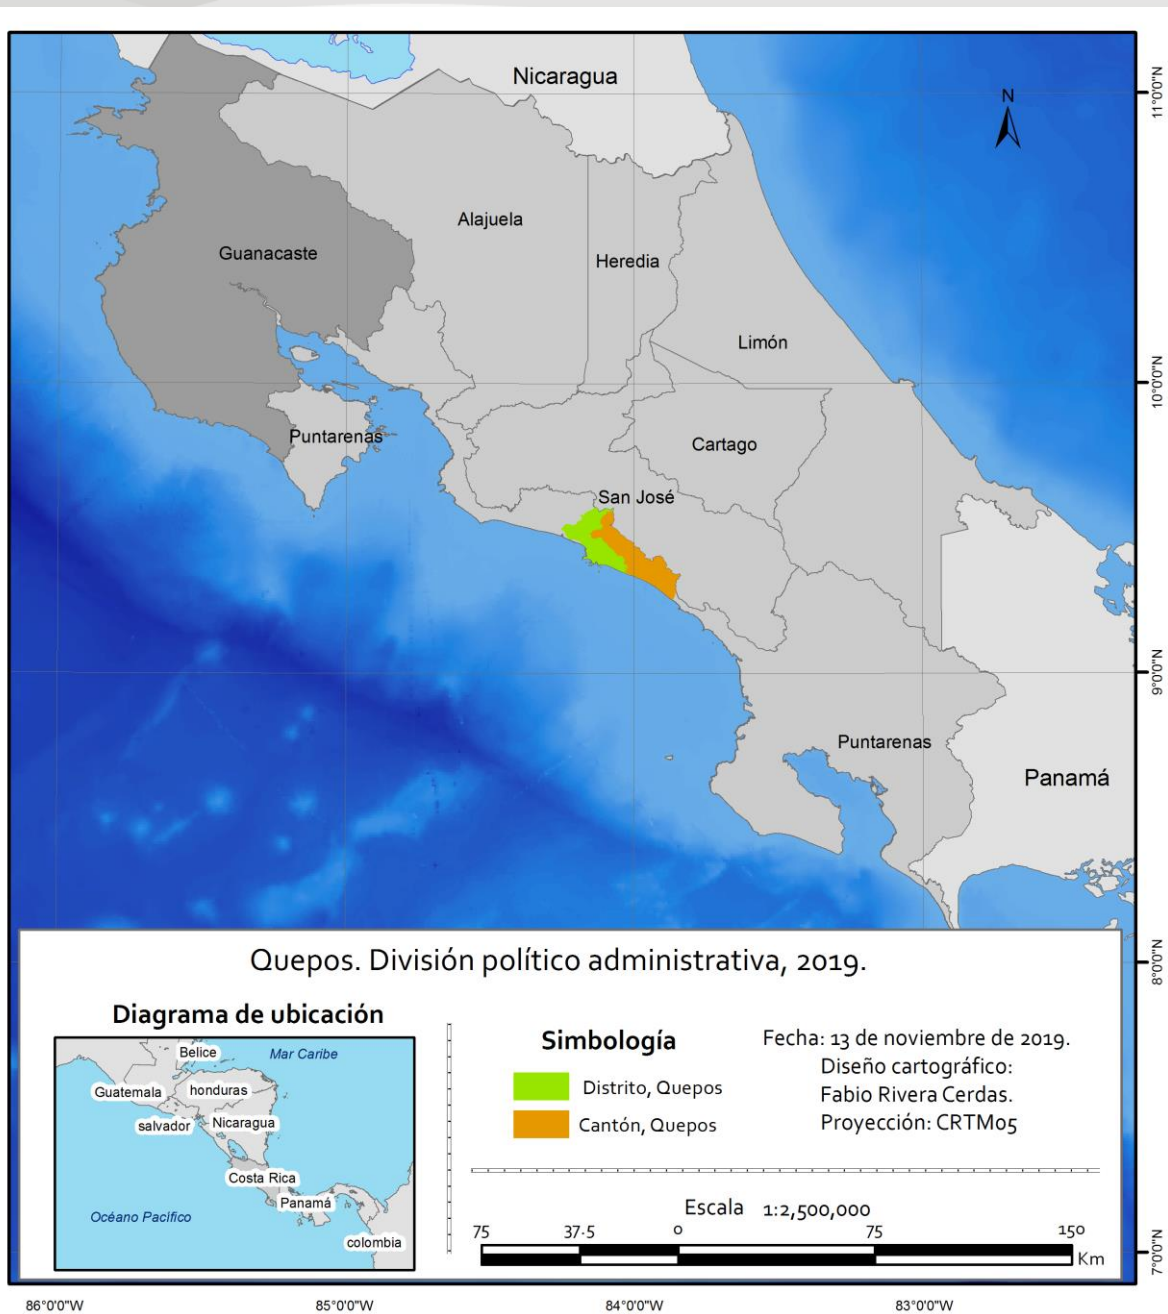 Nicaragua
N
11°0'0"N
Alajuela
Guanacaste
Heredia
Limón
10°0'0"N
Puntarenas
Cartago
San José
9°0'0"N
Puntarenas
Panamá
8°0'0"N
Quepos. División político administrativa, 2019.
Diagrama de ubicación
Belice
Mar Caribe
Guatemala
honduras
salvador
Nicaragua
Costa Rica
Panamá
Océano Pacifico
colombia
Simbología
Distrito, Quepos
Cantón, Quepos
Fecha: 13 de noviembre de 2019.
Diseño cartográfico:
Fabio Rivera Cerdas.
Proyección: CRTM05
Escala 1:2,500,000
75 37.5 0 75 150
Km
7°0'0"N
86°0'0"W 85°0'0"W 84°0'0"W 83°0'0"W